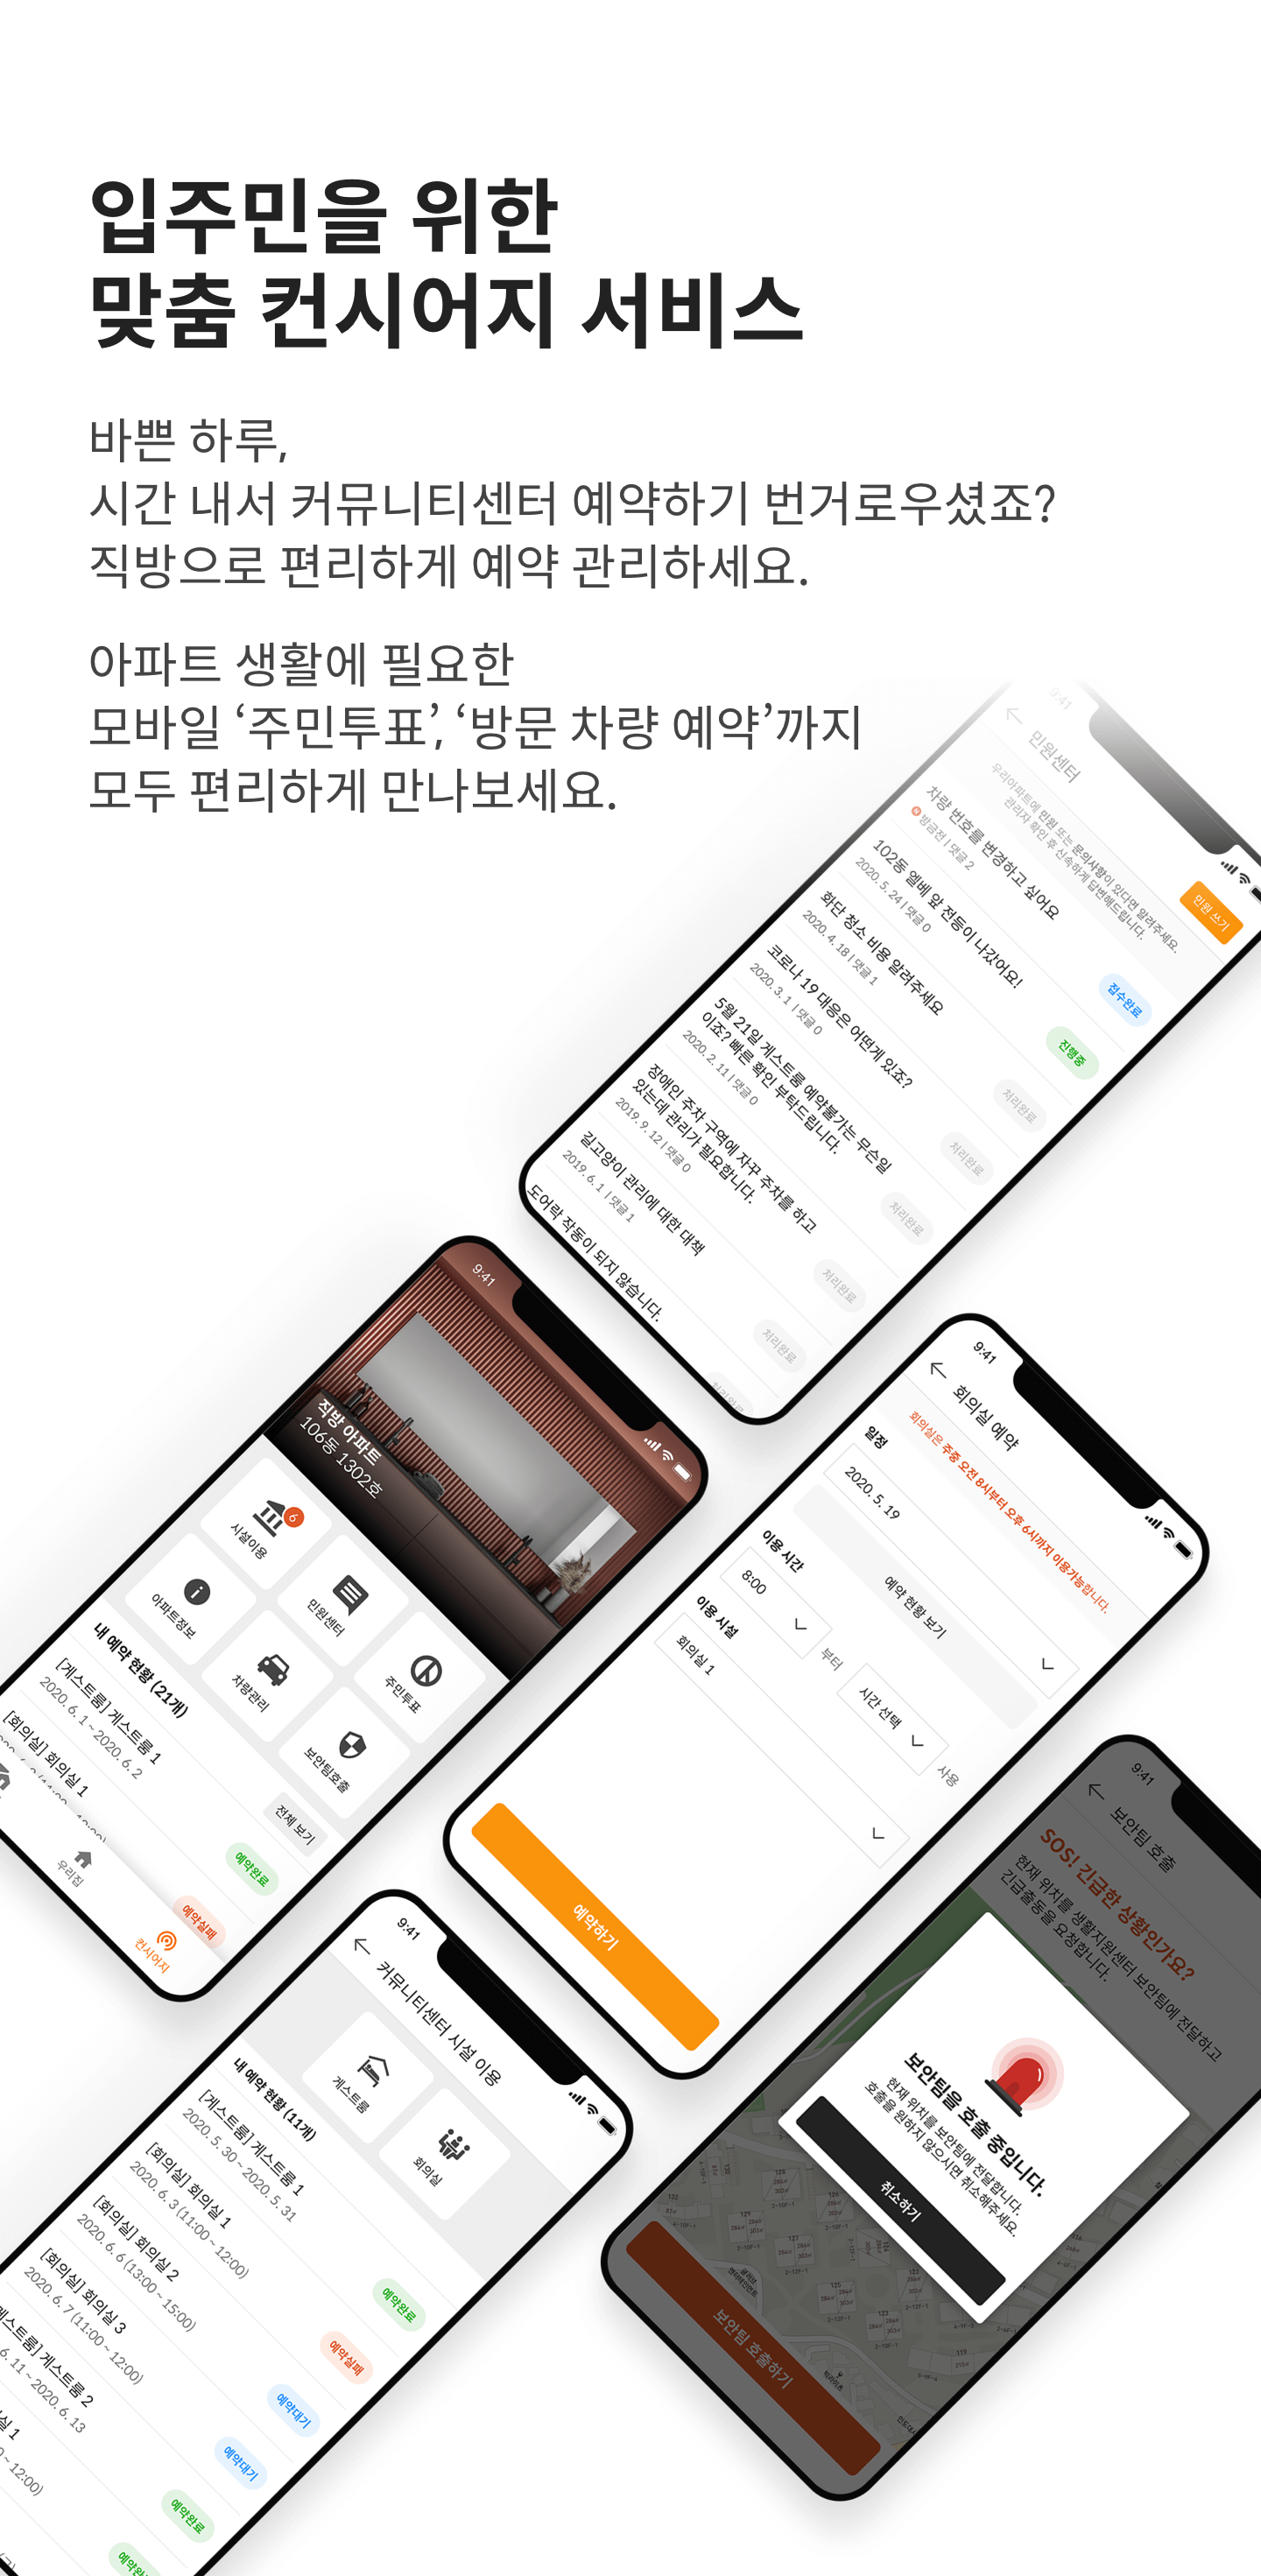 입주민을 위한
맞춤 컨시어지 서비스
바쁜 하루,
시간 내서 커뮤니티센터 예약하기 번거로우셨죠?
직방으로 편리하게 예약 관리하세요.
아파트 생활에 필요한
모바일 ‘주민투표’, ‘방문 차량 예약’까지
모두 편리하게 만나보세요.
9:41
민원센터
우리아파트에 민원 또는 문의사항이 있다면 알려주세요.
관리자 확인 후 신속하게 답변해드립니다.
민원 쓰기
차량 번호를 변경하고 싶어요
N 방금전 | 댓글 2
접수완료
102동 엘베 앞 전등이 나갔어요!
2020. 5. 24 | 댓글 0
진행중
화단 청소 비용 알려주세요
2020. 4. 18 | 댓글 1
처리완료
코로나 19 대응은 어떤게 있죠?
2020. 3. 1 | 댓글 0
처리완료
5월 21일 게스트룸 예약불가는 무슨일
이죠? 빠른 확인 부탁드립니다.
2020. 2. 11 | 댓글 0
처리완료
장애인 주차 구역에 자꾸 주차를 하고
있는데 관리가 필요합니다.
2019. 9. 12 | 댓글 0
처리완료
길고양이 관리에 대한 대책
2019. 6. 1 | 댓글 1
처리완료
도어락 작동이 되지 않습니다.
처리완료
9:41
직방 아파트
106동 1302호
6
시설이용
민원센터
주민투표
아파트정보
차량관리
보안팀호출
내 예약 현황 (21개)
전체 보기
[게스트룸] 게스트룸 1
2020. 6. 1 ~ 2020. 6. 2
예약완료
[회의실] 회의실 1
예약실패
우리집
컨시어지
9:41
회의실 예약
회의실은 주중 오전 8시부터 오후 6시까지 이용가능합니다.
일정
2020. 5. 19
예약 현황 보기
이용 시간
8:00
부터
시간 선택
사용
이용 시설
회의실 1
예약하기
9:41
커뮤니티센터 시설 이용
게스트룸
회의실
내 예약 현황 (11개)
[게스트룸] 게스트룸 1
2020. 5. 30 ~ 2020. 5. 31
예약완료
[회의실] 회의실 1
2020. 6. 3 (11:00 ~ 12:00)
예약실패
[회의실] 회의실 2
2020. 6. 6 (13:00 ~ 15:00)
예약대기
[회의실] 회의실 3
2020. 6. 7 (11:00 ~ 12:00)
예약대기
게스트룸] 게스트룸 2
6. 11 ~ 2020. 6. 13
예약완료
실 1
~ 12:00)
예약완
9:41
보안팀 호출
SOS! 긴급한 상황인가요?
현재 위치를 생활지원센터 보안팀에 전달하고
긴급출동을 요청합니다.
보안팀을 호출 중입니다.
현재 위치를 보안팀에 전달합니다.
호출을 원하지 않으시면 취소해주세요.
취소하기
보안팀 호출하기